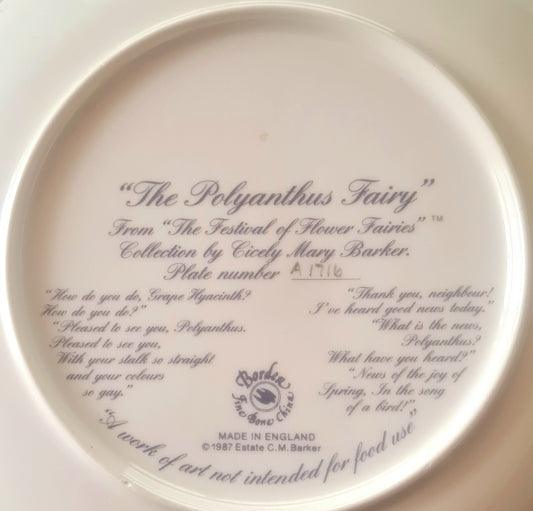 "The Polyanthus Fairy"
From "The Festival of Flower Fairies"™
Collection by Cicely Mary Barker.
Plate number A1716
"How do you do, Grape Hyacinth?
How do you do?"
"Pleased to see you, Polyanthus.
Pleased to see you,
With your stalk so straight
and your colours
so gay."
"Thank you, neighbour!
I've heard good news today."
"What is the news,
Polyanthus?
What have you heard?"
"News of the joy of
Spring, In the song
of a bird!"
Borden
Fine Bone China
MADE IN ENGLAND
©1987 Estate C.M. Barker
"A work of art not intended for food use"